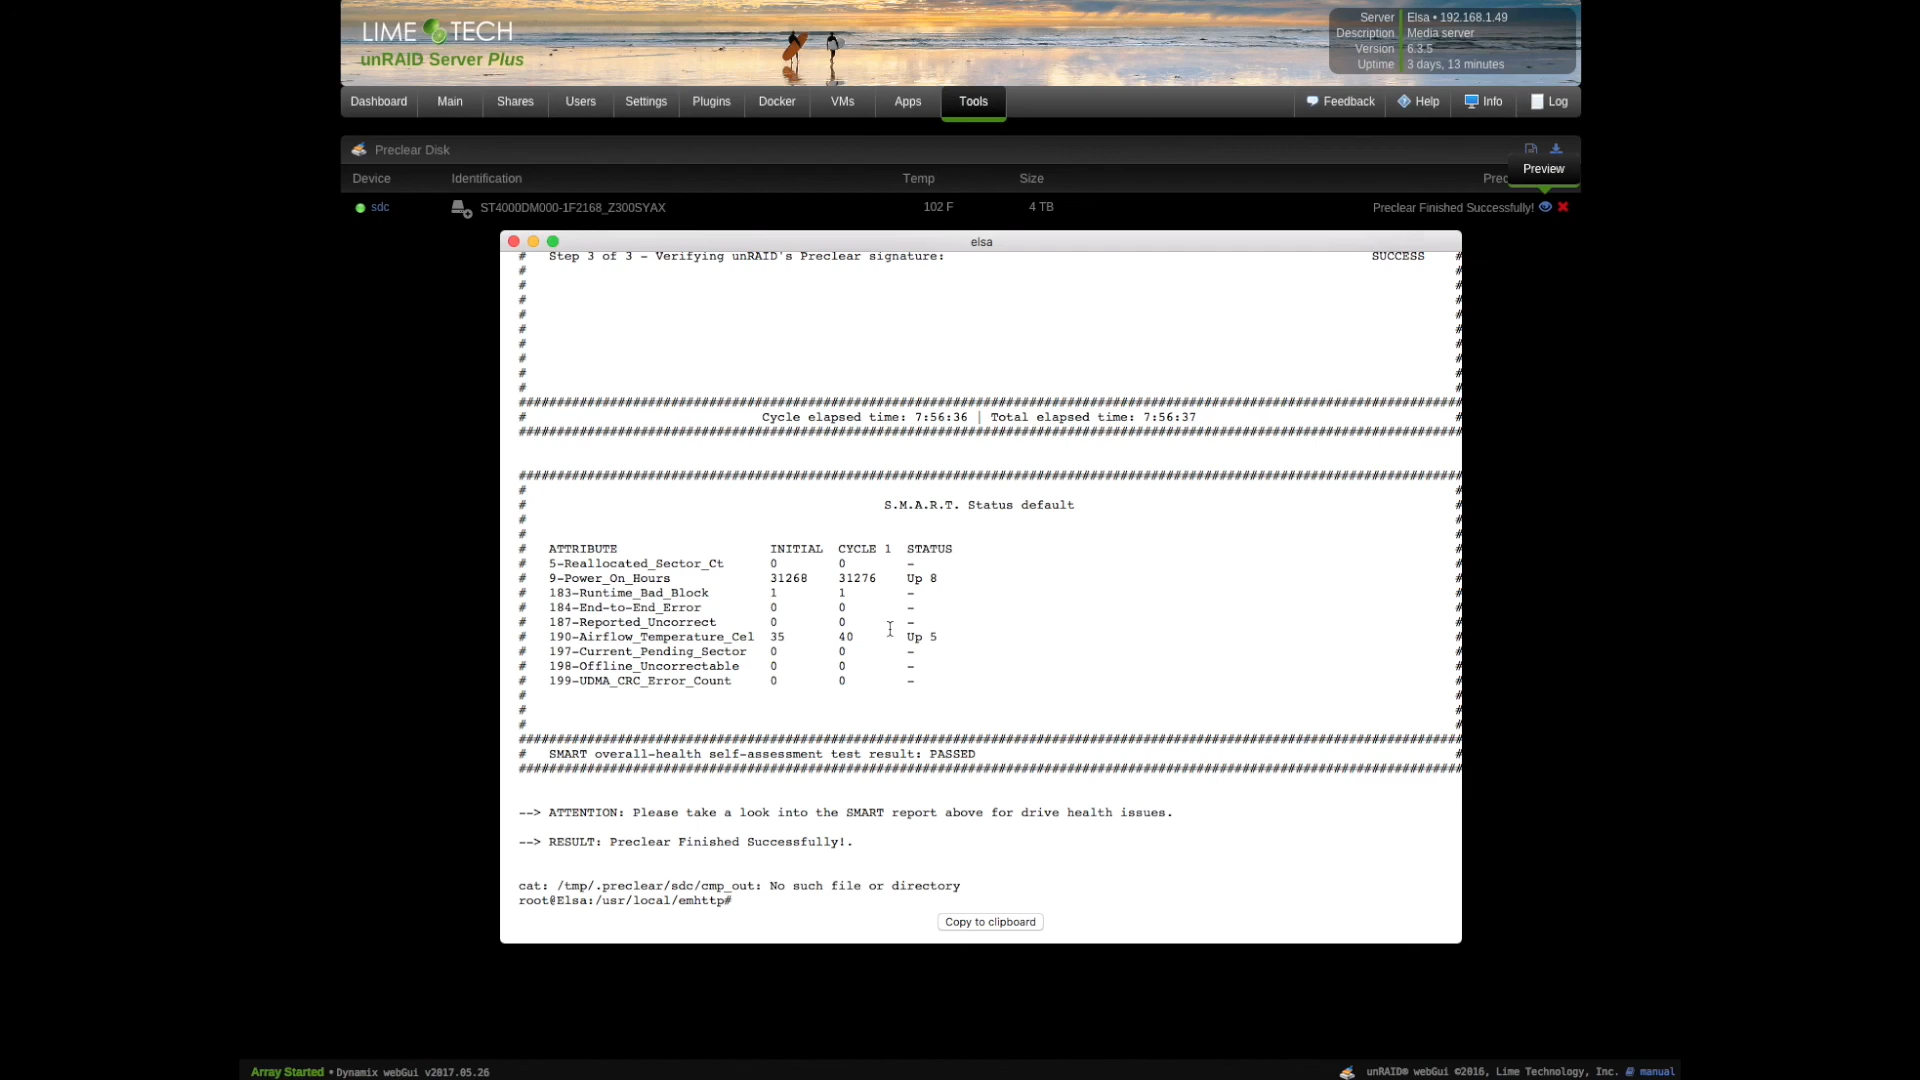 LIME TECH
unRAID Server Plus
Server Elsa • 192.168.1.49
Description Media server
Version 6.3.5
Uptime 3 days, 13 minutes
Dashboard Main Shares Users Settings Plugins Docker VMs Apps Tools Feedback Help Info Log
Preclear Disk
Preview
Device Identification Temp Size Prec
sdc ST4000DM000-1F2168_Z300SYAX 102 F 4 TB Preclear Finished Successfully!
elsa
# Step 3 of 3 - Verifying unRAID's Preclear signature: SUCCESS #
# #
# #
# #
# #
# #
# #
# #
# #
# #
############################################################################################################################
# Cycle elapsed time: 7:56:36 | Total elapsed time: 7:56:37 #
############################################################################################################################
############################################################################################################################
# #
# S.M.A.R.T. Status default #
# #
# #
# ATTRIBUTE INITIAL CYCLE 1 STATUS #
# 5-Reallocated_Sector_Ct 0 0 - #
# 9-Power_On_Hours 31268 31276 Up 8 #
# 183-Runtime_Bad_Block 1 1 - #
# 184-End-to-End_Error 0 0 - #
# 187-Reported_Uncorrect 0 0 - #
# 190-Airflow_Temperature_Cel 35 40 Up 5 #
# 197-Current_Pending_Sector 0 0 - #
# 198-Offline_Uncorrectable 0 0 - #
# 199-UDMA_CRC_Error_Count 0 0 - #
# #
# #
# #
############################################################################################################################
# SMART overall-health self-assessment test result: PASSED #
############################################################################################################################
--> ATTENTION: Please take a look into the SMART report above for drive health issues.
--> RESULT: Preclear Finished Successfully!.
cat: /tmp/.preclear/sdc/cmp_out: No such file or directory
root@Elsa:/usr/local/emhttp#
Copy to clipboard
Array Started • Dynamix webGui v2017.05.26 unRAID® webGui ©2016, Lime Technology, Inc. manual